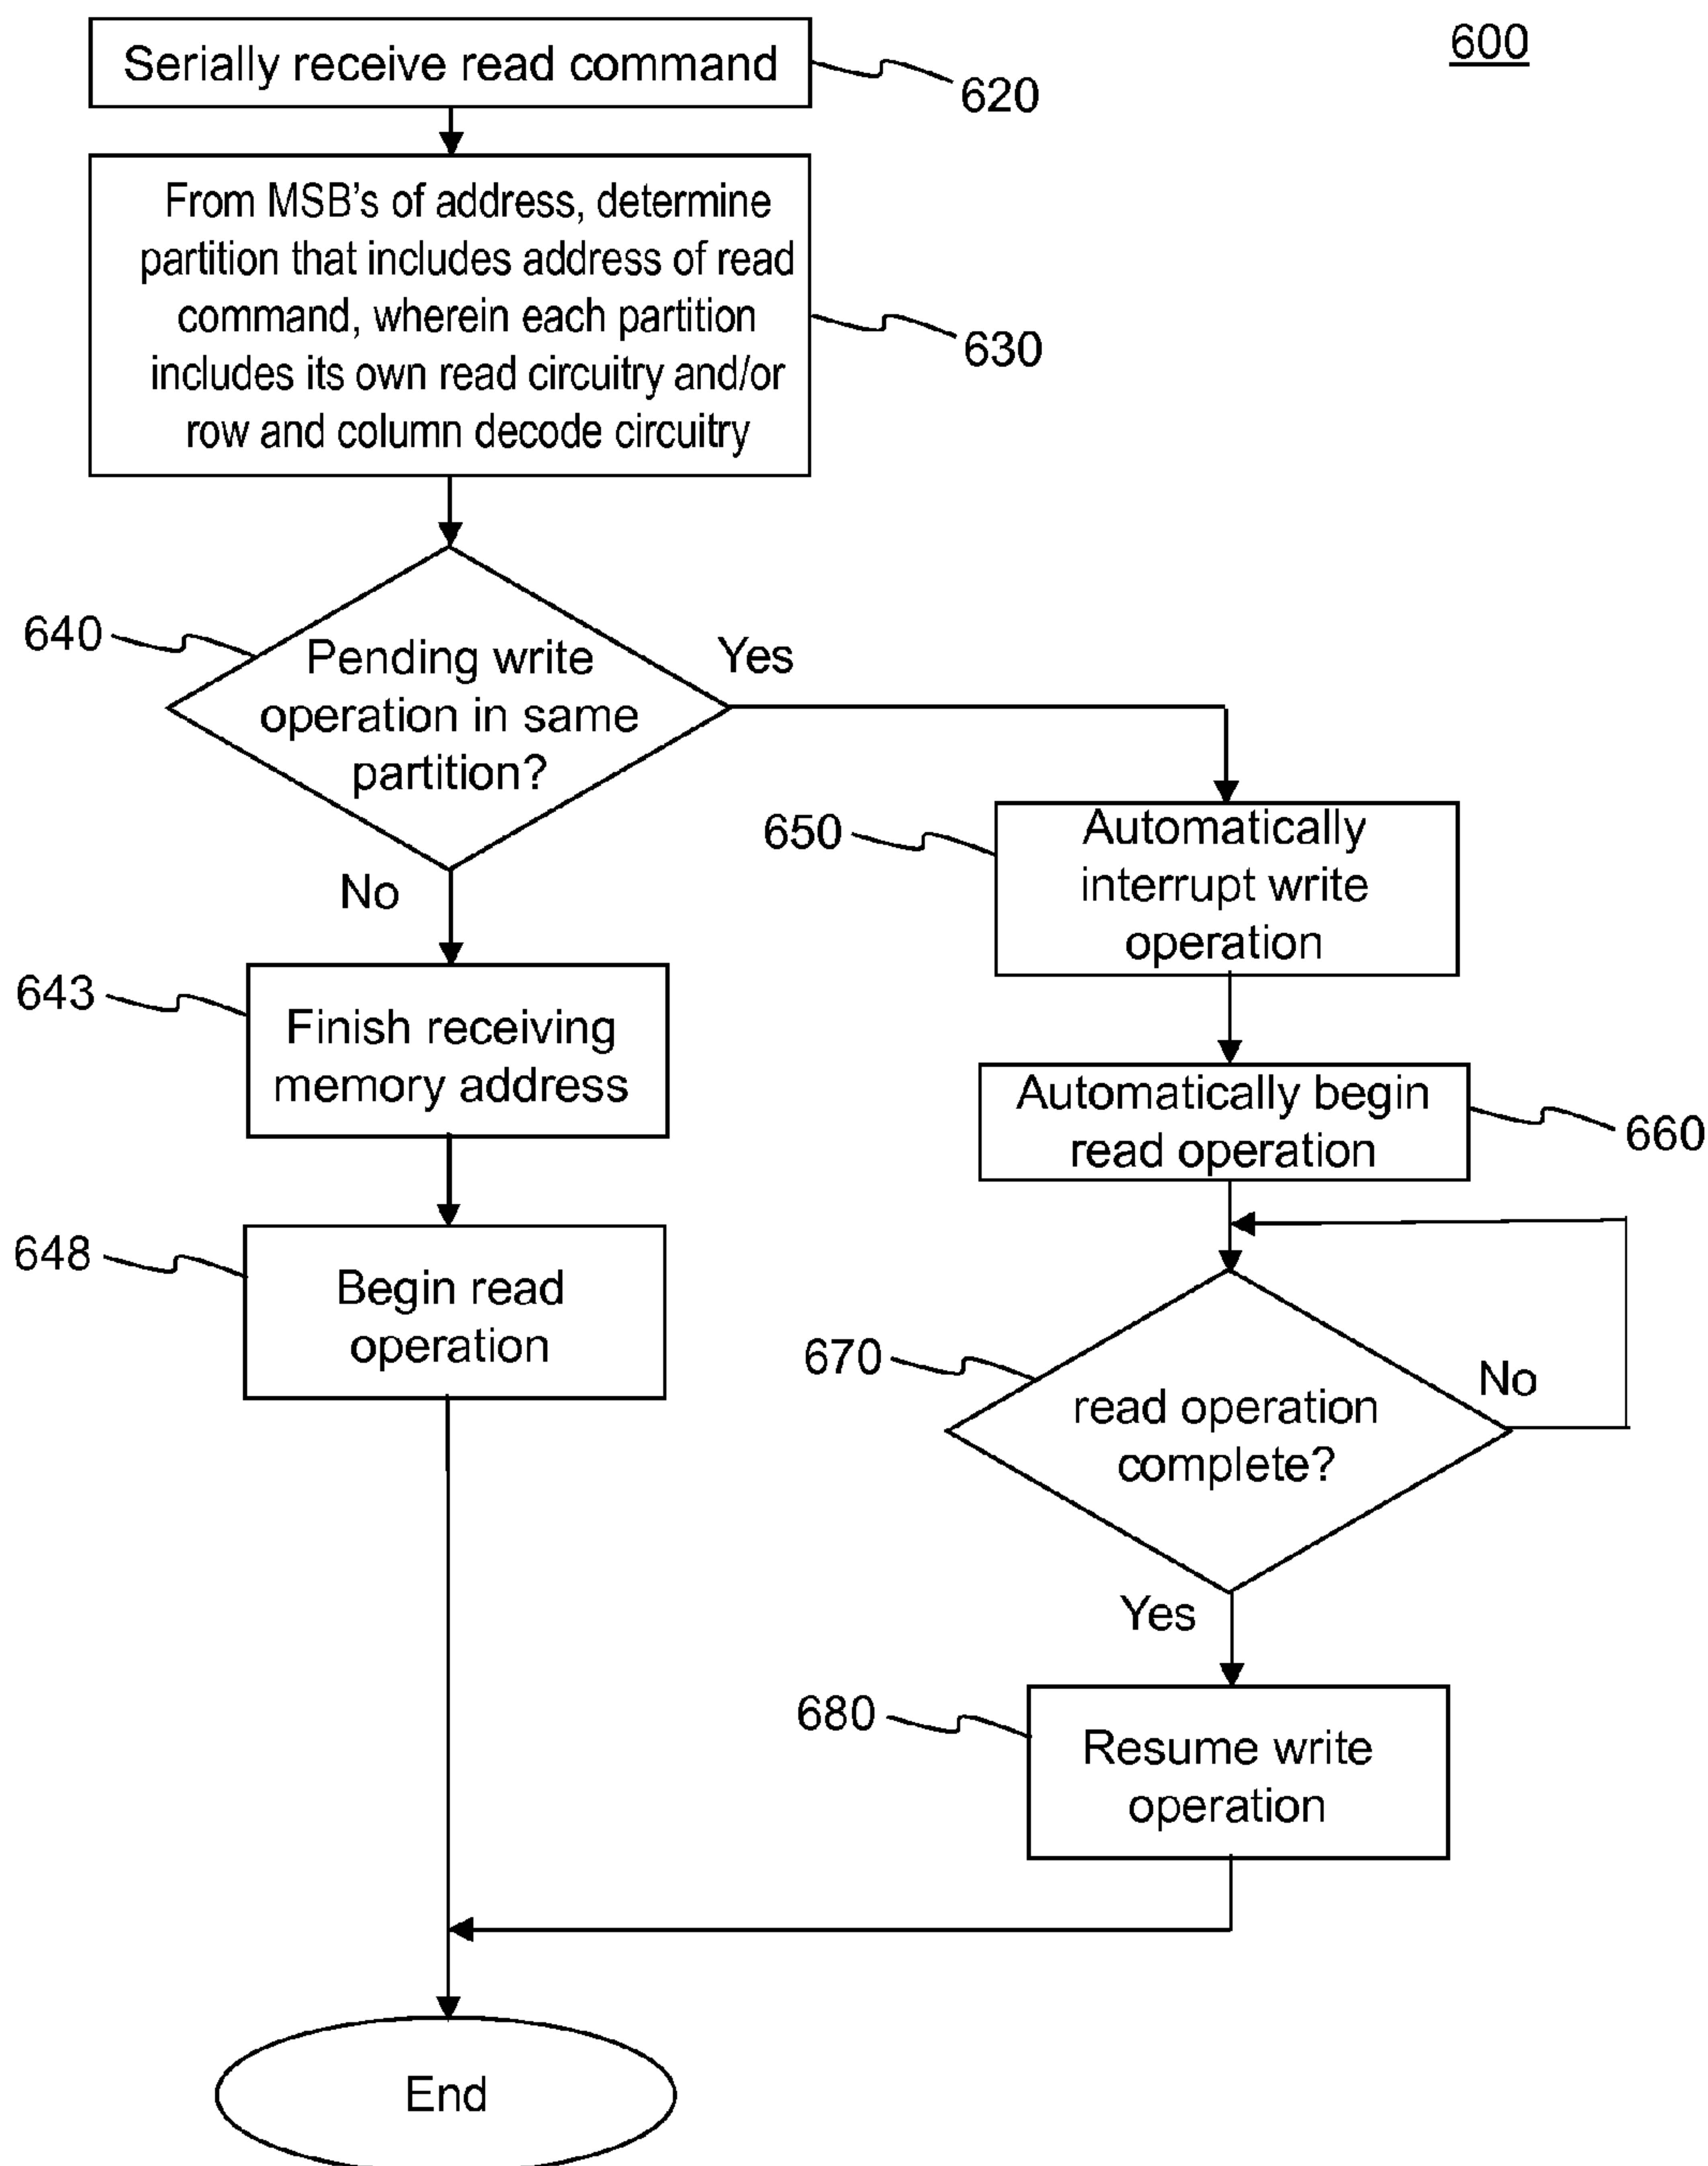 600
Serially receive read command
620
From MSB's of address, determine
partition that includes address of read
command, wherein each partition
includes its own read circuitry and/or
row and column decode circuitry
630
640
Pending write
operation in same
partition?
Yes
No
650
Automatically
interrupt write
operation
643
Finish receiving
memory address
Automatically begin
read operation
660
648
Begin read
operation
670
read operation
complete?
No
Yes
680
Resume write
operation
End